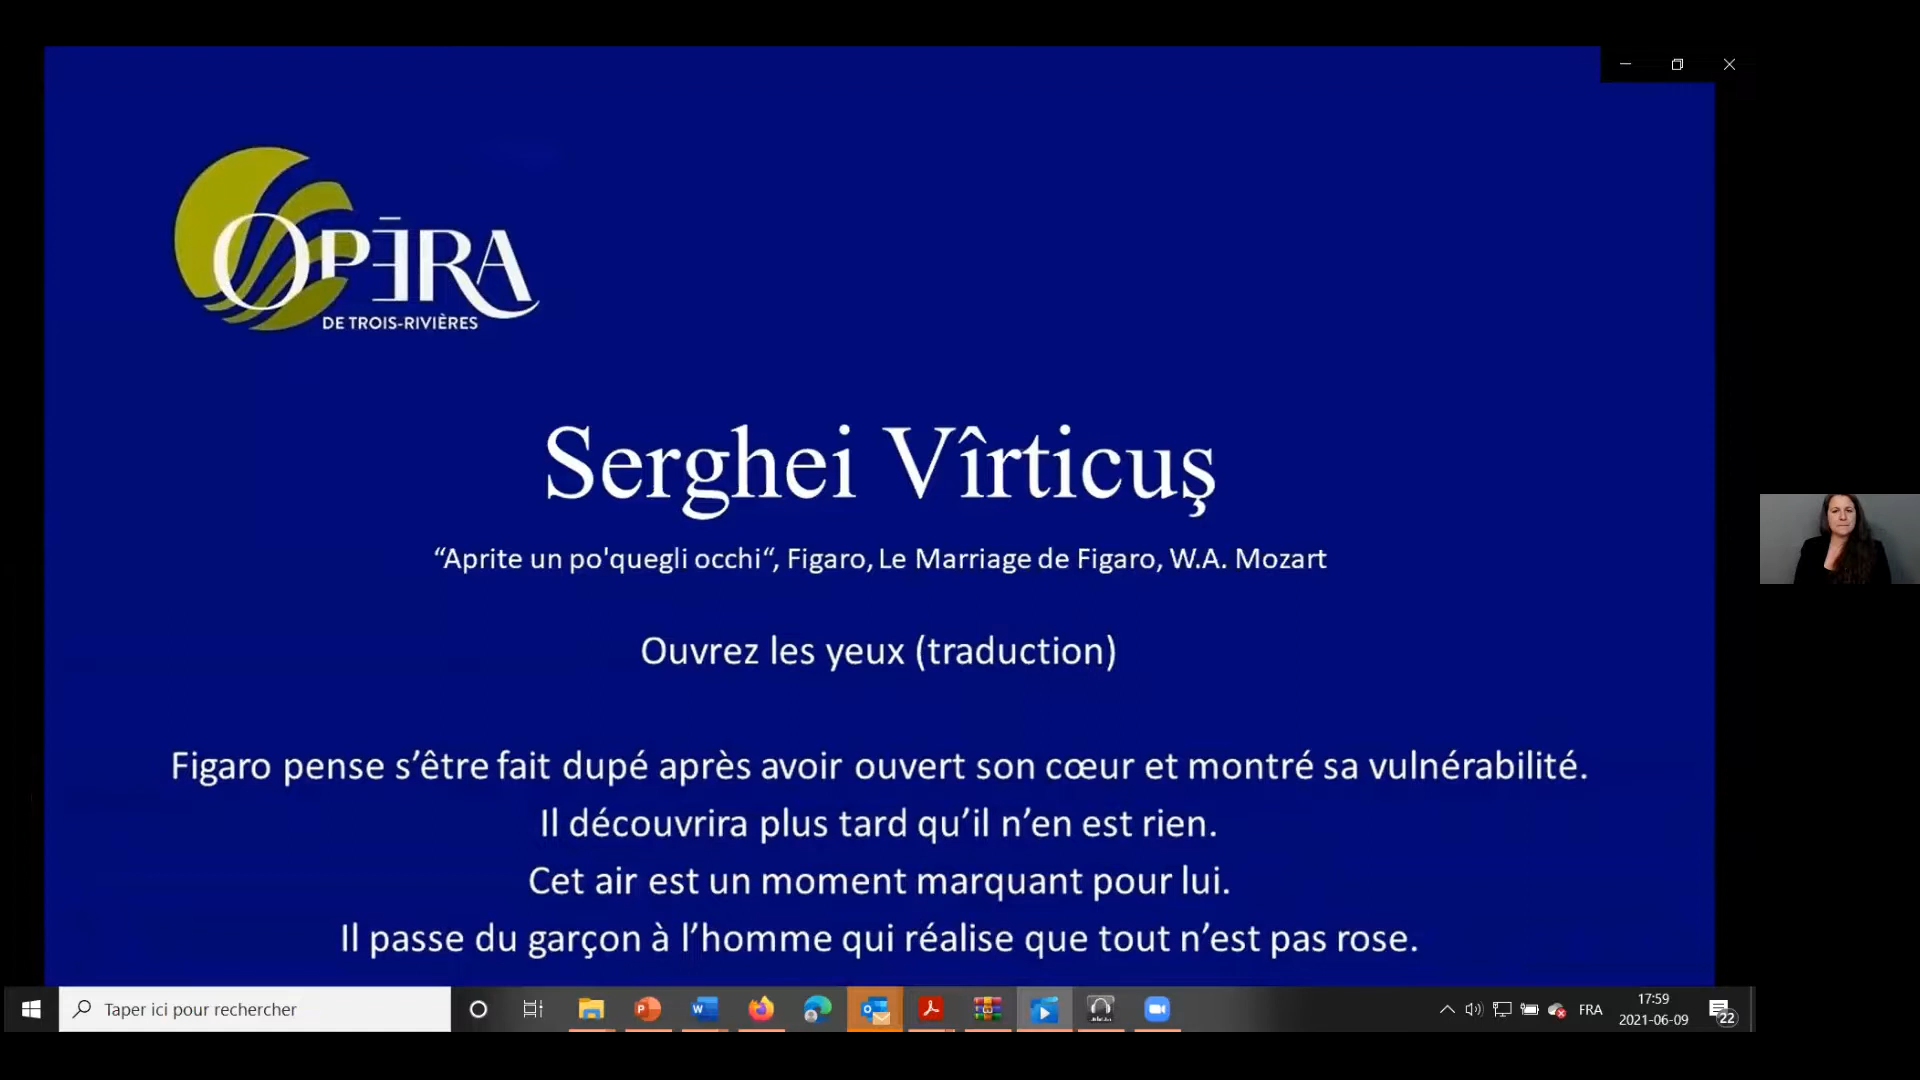 OPÉRA
DE TROIS-RIVIÈRES
Serghei Vîrticuş
“Aprite un po'quegli occhi“, Figaro, Le Marriage de Figaro, W.A. Mozart
Ouvrez les yeux (traduction)
Figaro pense s’être fait dupé après avoir ouvert son cœur et montré sa vulnérabilité.
Il découvrira plus tard qu’il n’en est rien.
Cet air est un moment marquant pour lui.
Il passe du garçon à l’homme qui réalise que tout n’est pas rose.
Taper ici pour rechercher
FRA
17:59
2021-06-09
22